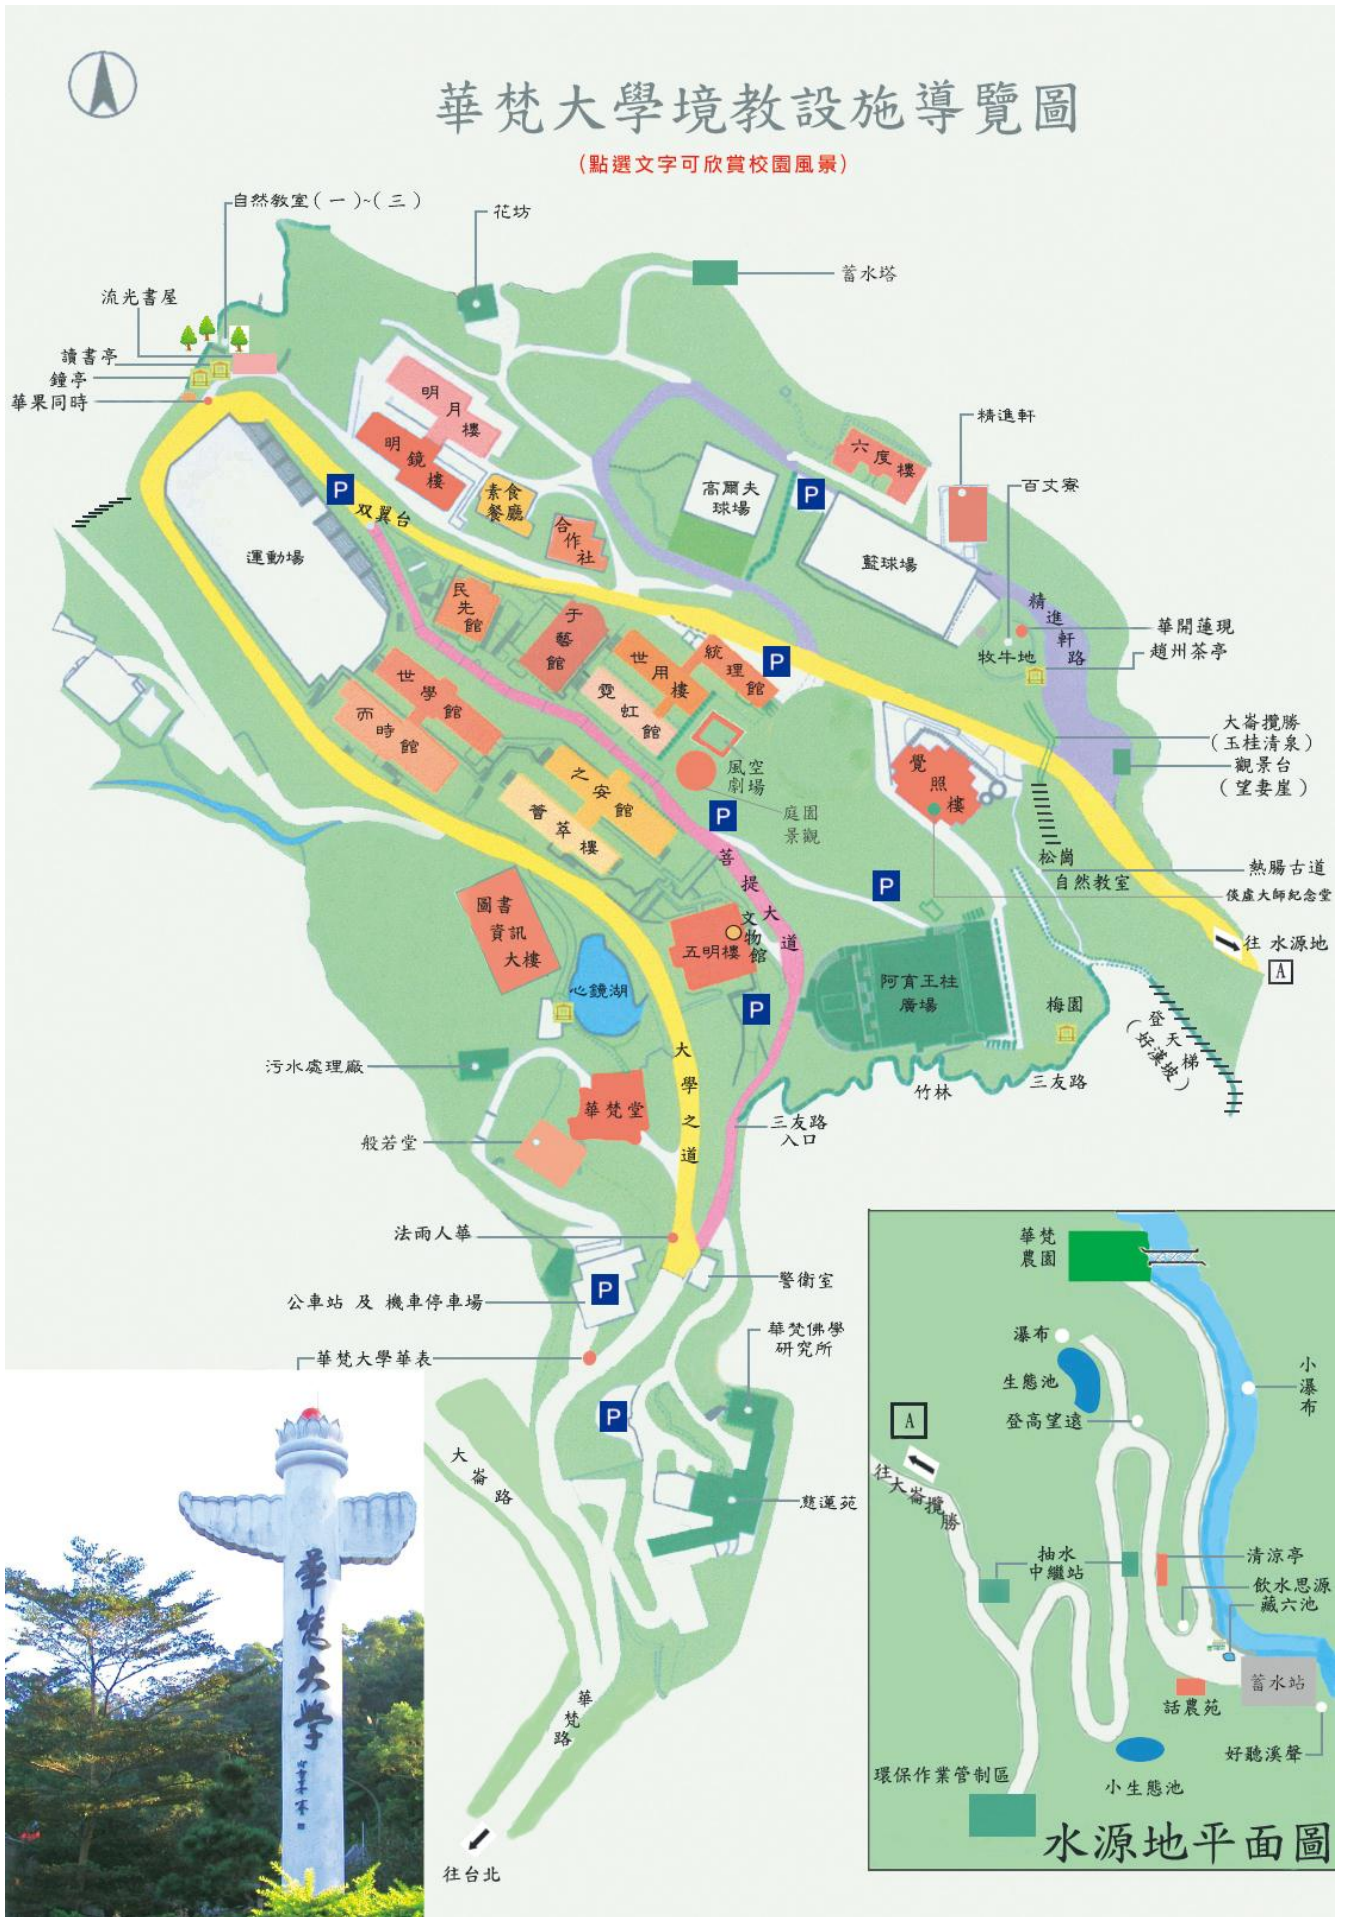 華梵大學境教設施導覽圖
(點選文字可欣賞校園風景)
自然教室(一)~(三)
花坊
蓄水塔
流光書屋
讀書亭
鐘亭
華果同時
明月樓
明鏡樓
素食
餐廳
合作社
双翼台
P
運動場
高爾夫
球場
P
六度樓
精進軒
百丈寮
籃球場
精進軒路
華開蓮現
趙州茶亭
牧牛地
民先館
于藝館
世用樓
統理館
P
霓虹館
世學館
而時館
大崙攬勝
(玉桂清泉)
觀景台
(望妻崖)
風空
劇場
庭園
景觀
覺照樓
之安館
薈萃樓
P
菩提大道
P
松崗
自然教室
熱腸古道
倓虛大師紀念堂
往 水源地
A
圖書
資訊
大樓
五明樓
文物館
心鏡湖
P
阿育王柱
廣場
梅園
登天梯
(好漢坡)
竹林
三友路
污水處理廠
大學之道
華梵堂
般若堂
三友路
入口
法雨人華
警衛室
公車站 及 機車停車場
P
華梵大學華表
華梵佛學
研究所
P
大崙路
慈蓮苑
華梵路
往台北
華梵大學
華梵
農園
瀑布
生態池
登高望遠
小瀑布
A
往大崙攬勝
抽水
中繼站
清涼亭
飲水思源
藏六池
蓄水站
話農苑
好聽溪聲
環保作業管制區
小生態池
水源地平面圖